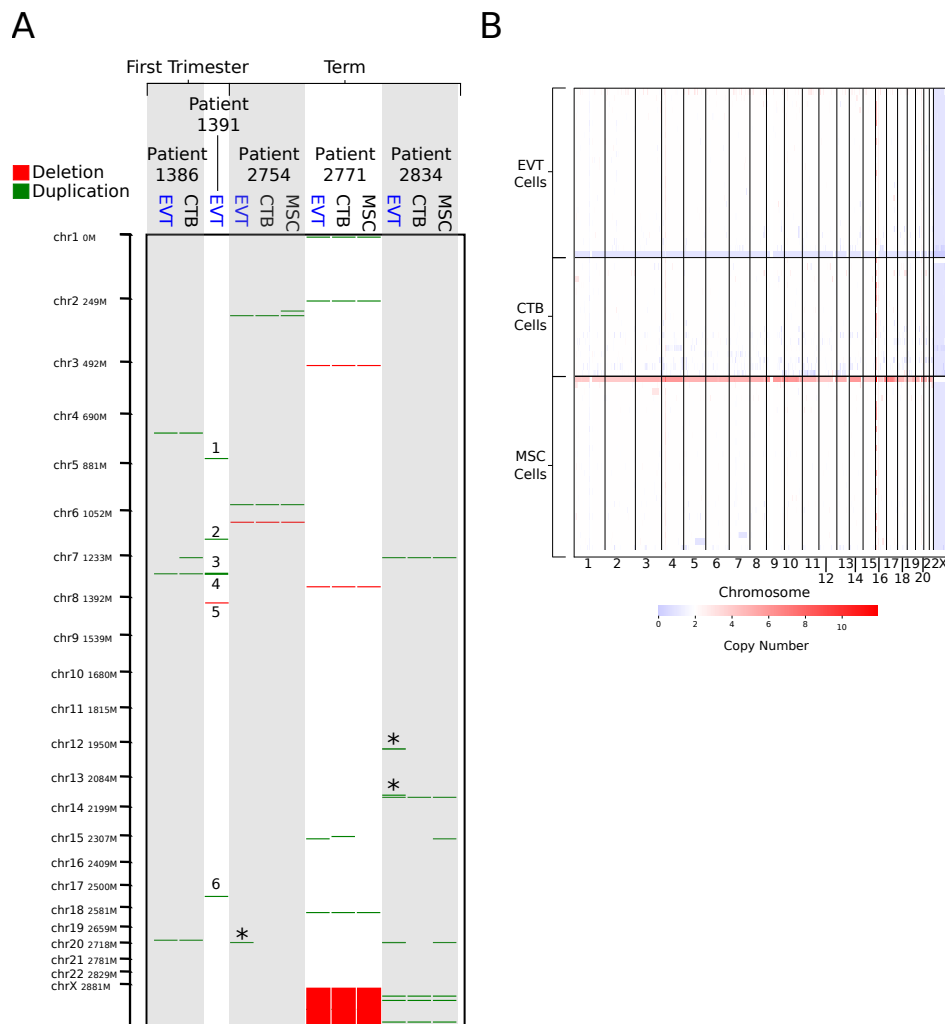 A
B
First Trimester
Term
Patient
1391
Patient
1386
Patient
2754
Patient
2771
Patient
2834
Deletion
Duplication
EVT
CTB
EVT
EVT
CTB
MSC
EVT
CTB
MSC
EVT
CTB
MSC
chr1 0M
chr2 249M
chr3 492M
chr4 690M
chr5 881M
chr6 1052M
chr7 1233M
chr8 1392M
chr9 1539M
chr10 1680M
chr11 1815M
chr12 1950M
chr13 2084M
chr14 2199M
chr15 2307M
chr16 2409M
chr17 2500M
chr18 2581M
chr19 2659M
chr20 2718M
chr21 2781M
chr22 2829M
chrX 2881M
1
2
3
4
5
*
*
6
*
EVT
Cells
CTB
Cells
MSC
Cells
1 2 3 4 5 6 7 8 9 10 11 13 15 17 19 22X
12 14 16 18 20
Chromosome
0 2 4 6 8 10
Copy Number